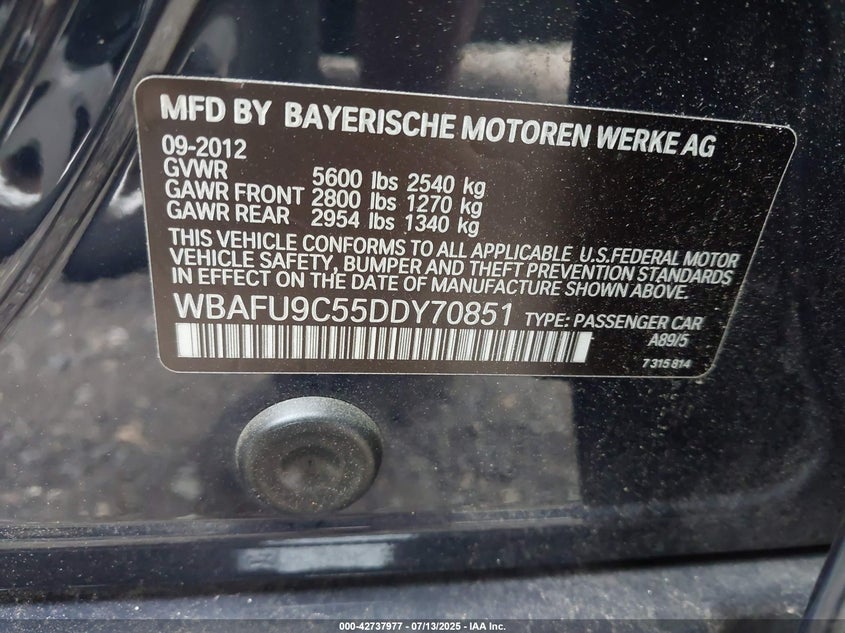 MFD BY BAYERISCHE MOTOREN WERKE AG
09-2012
GVWR 5600 lbs 2540 kg
GAWR FRONT 2800 lbs 1270 kg
GAWR REAR 2954 lbs 1340 kg
THIS VEHICLE CONFORMS TO ALL APPLICABLE U.S.FEDERAL MOTOR
VEHICLE SAFETY, BUMPER AND THEFT PREVENTION STANDARDS
IN EFFECT ON THE DATE OF MANUFACTURE SHOWN ABOVE.
WBAFU9C55DDY70851 TYPE: PASSENGER CAR
A89/5
7 315 814
000-42737977 - 07/13/2025 - IAA Inc.